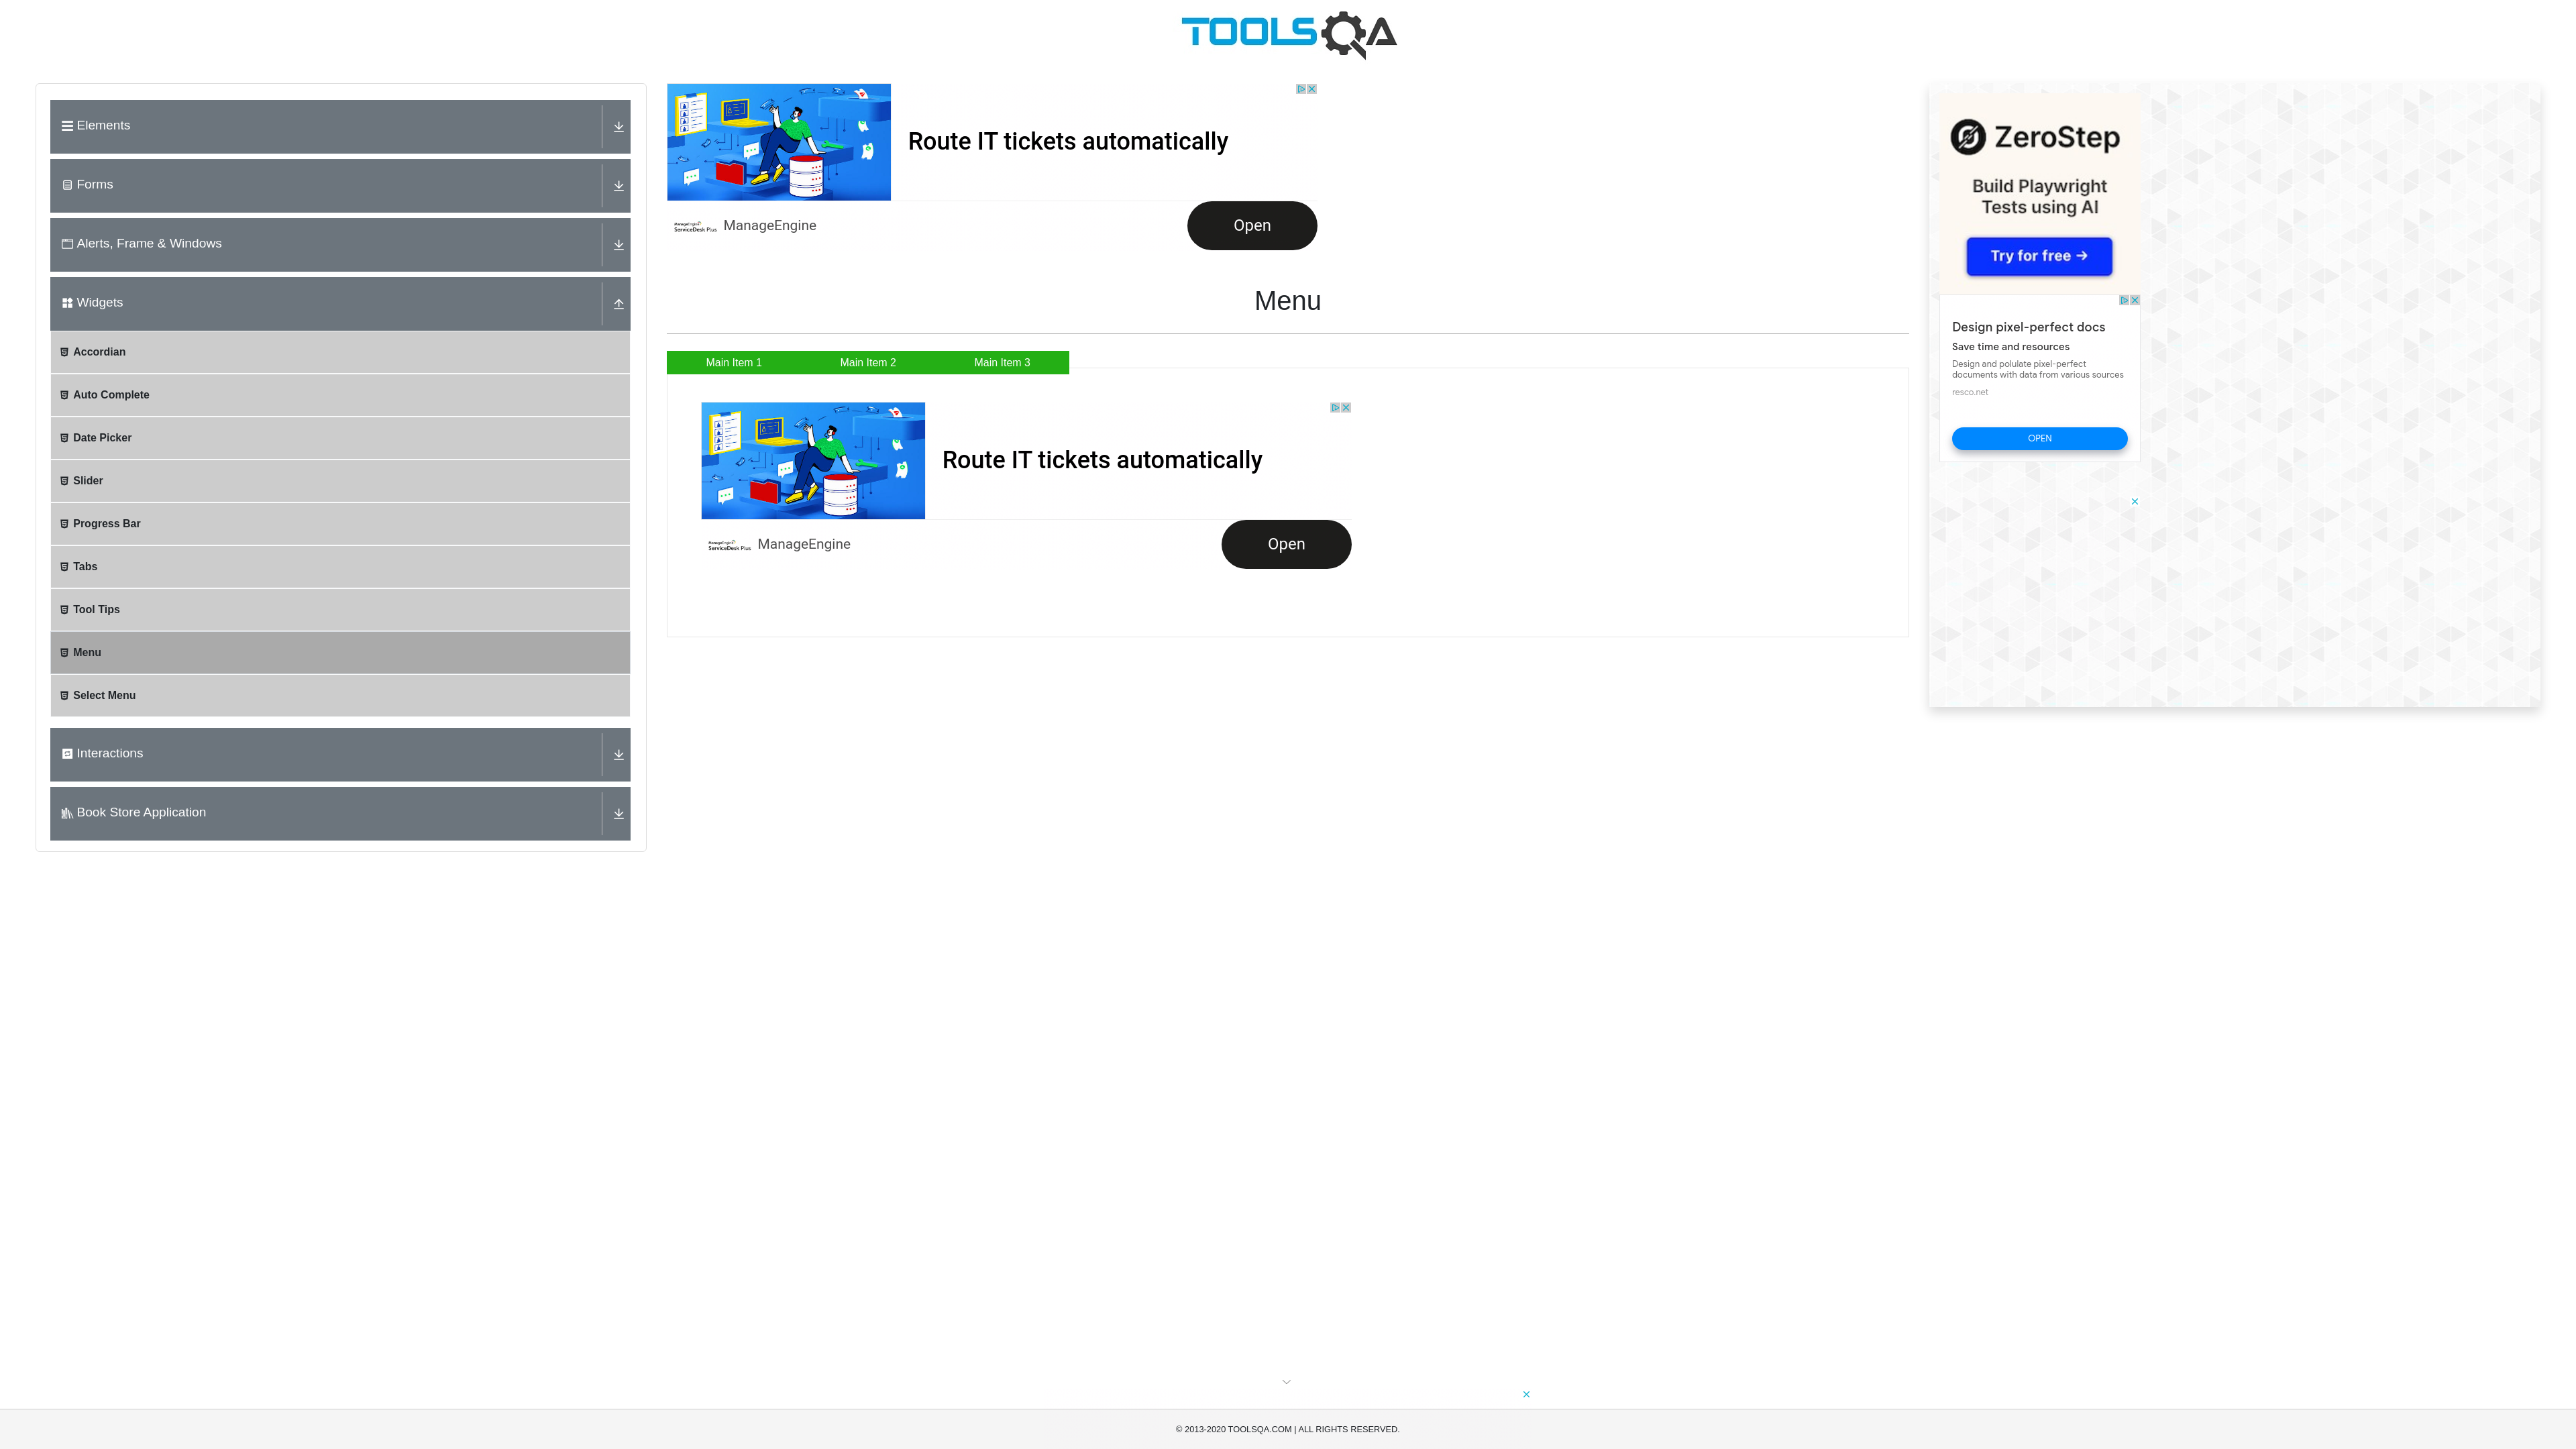 TOOLSQA
Elements
Forms
Alerts, Frame & Windows
Widgets
Accordian
Auto Complete
Date Picker
Slider
Progress Bar
Tabs
Tool Tips
Menu
Select Menu
Interactions
Book Store Application
Route IT tickets automatically
ManageEngine
ServiceDesk Plus
ManageEngine
Open
Menu
Main Item 1
Main Item 2
Main Item 3
Route IT tickets automatically
ManageEngine
ServiceDesk Plus
ManageEngine
Open
ZeroStep
Build Playwright
Tests using AI
Try for free →
Design pixel-perfect docs
Save time and resources
Design and polulate pixel-perfect
documents with data from various sources
resco.net
OPEN
© 2013-2020 TOOLSQA.COM | ALL RIGHTS RESERVED.